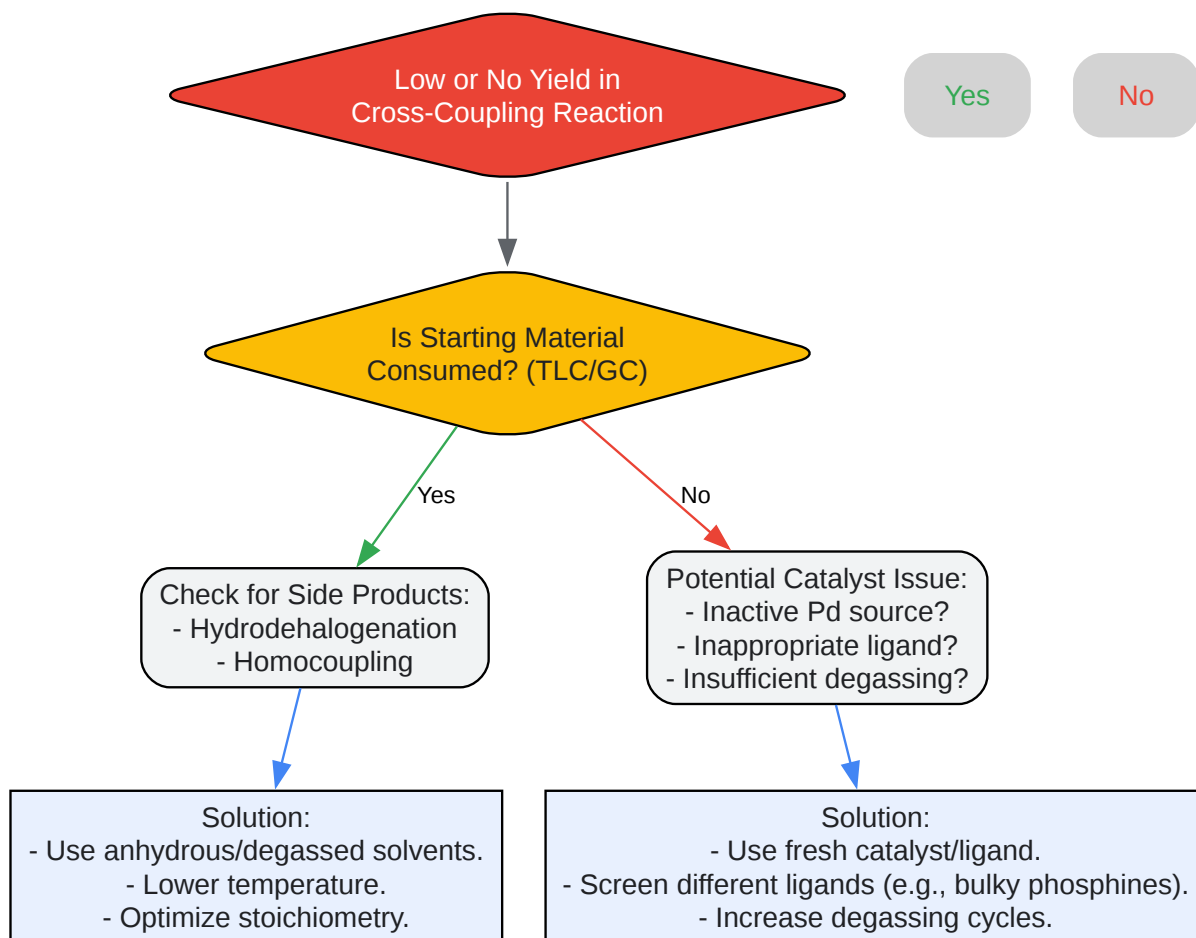 Low or No Yield in
Cross-Coupling Reaction
Yes
No
Is Starting Material
Consumed? (TLC/GC)
Yes
No
Check for Side Products:
- Hydrodehalogenation
- Homocoupling
Potential Catalyst Issue:
- Inactive Pd source?
- Inappropriate ligand?
- Insufficient degassing?
Solution:
- Use anhydrous/degassed solvents.
- Lower temperature.
- Optimize stoichiometry.
Solution:
- Use fresh catalyst/ligand.
- Screen different ligands (e.g., bulky phosphines).
- Increase degassing cycles.